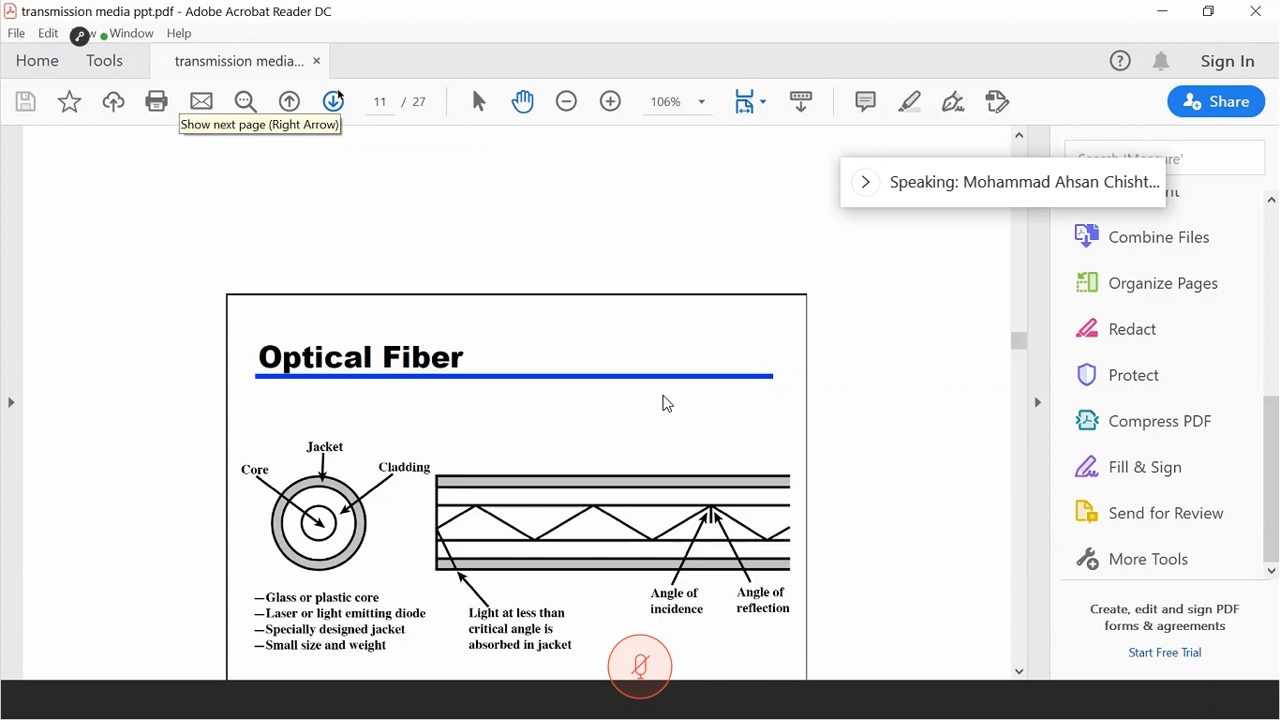 transmission media ppt.pdf - Adobe Acrobat Reader DC
File Edit Window Help
Home Tools transmission media... × Sign In
11 / 27 106% Share
Show next page (Right Arrow)
Search 'Measure'
Speaking: Mohammad Ahsan Chisht...
Combine Files
Organize Pages
Redact
Protect
Compress PDF
Fill & Sign
Send for Review
More Tools
Create, edit and sign PDF
forms & agreements
Start Free Trial
Optical Fiber
Jacket
Core
Cladding
—Glass or plastic core
—Laser or light emitting diode
—Specially designed jacket
—Small size and weight
Light at less than
critical angle is
absorbed in jacket
Angle of
incidence
Angle of
reflection